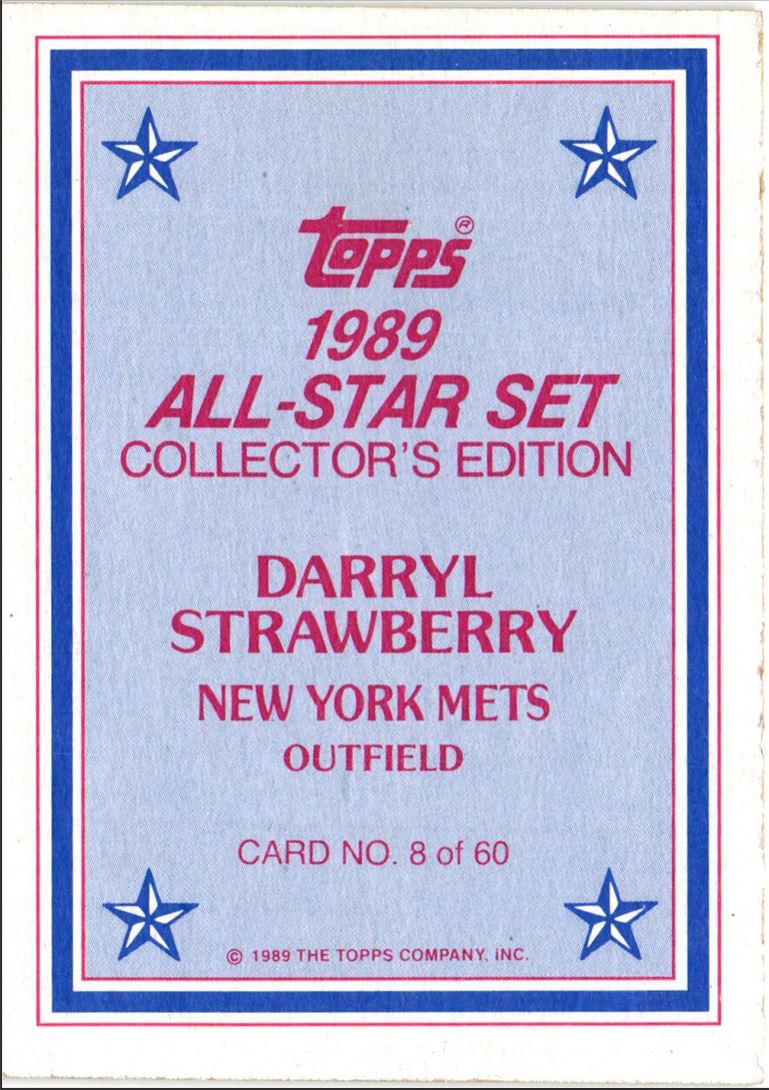 topps®
1989
ALL-STAR SET
COLLECTOR'S EDITION
DARRYL
STRAWBERRY
NEW YORK METS
OUTFIELD
CARD NO. 8 of 60
© 1989 THE TOPPS COMPANY, INC.